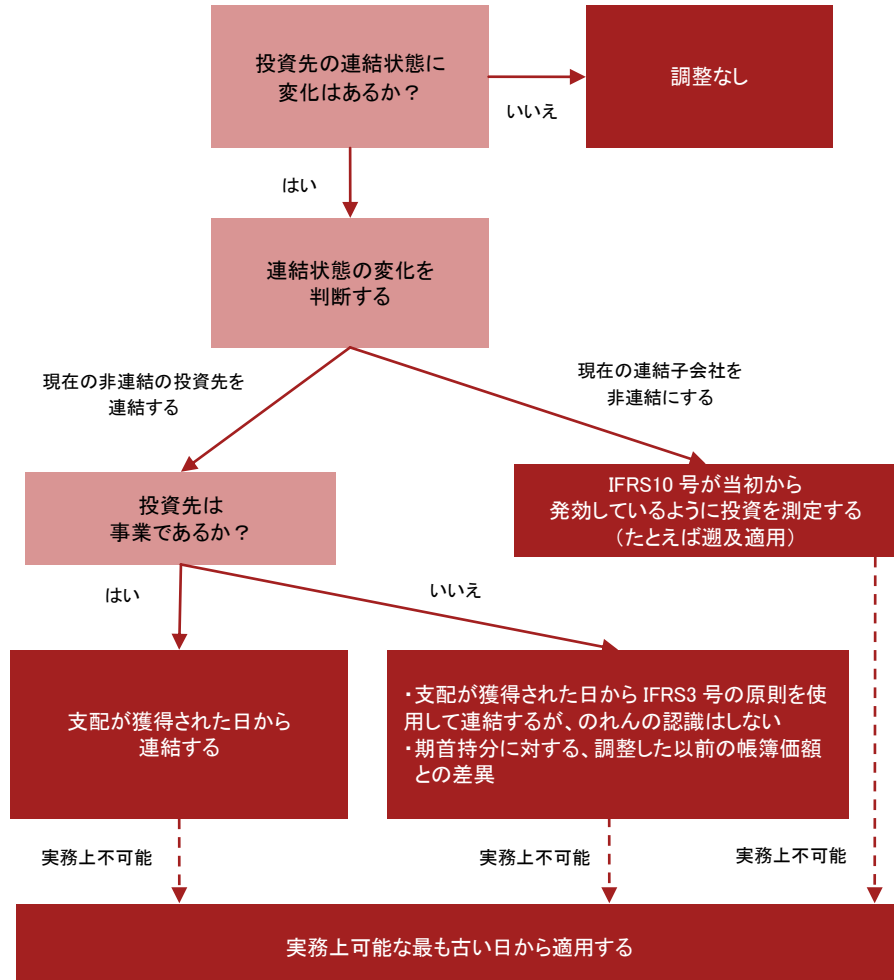 投資先の連結状態に
変化はあるか？
調整なし
いいえ
はい
連結状態の変化を
判断する
現在の非連結の投資先を
連結する
現在の連結子会社を
非連結にする
投資先は
事業であるか？
IFRS10 号が当初から
発効しているように投資を測定する
（たとえば遡及適用）
はい
いいえ
支配が獲得された日から
連結する
・支配が獲得された日から IFRS3 号の原則を使
用して連結するが、のれんの認識はしない
・期首持分に対する、調整した以前の帳簿価額
との差異
実務上不可能
実務上不可能
実務上不可能
実務上可能な最も古い日から適用する